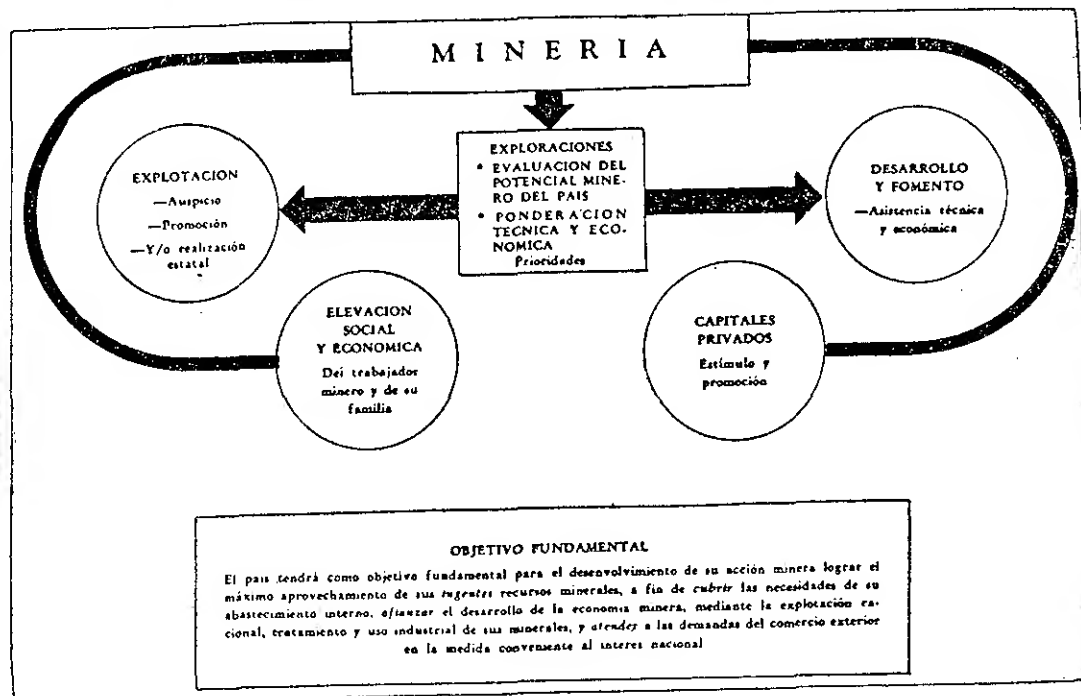 MINERIA
EXPLORACIONES
* EVALUACION DEL
POTENCIAL MINE-
RO DEL PAIS
* PONDERACION
TECNICA Y ECO-
NOMICA
Prioridades
EXPLOTACION
—Auspicio
—Promoción
—Y/o realización
estatal
DESARROLLO
Y FOMENTO
—Asistencia técnica
y económica
ELEVACION
SOCIAL
Y ECONOMICA
Del trabajador
minero y de su
familia
CAPITALES
PRIVADOS
Estímulo y
promoción
OBJETIVO FUNDAMENTAL
El país tendrá como objetivo fundamental para el desenvolvimiento de su acción minera lograr el
máximo aprovechamiento de sus ingentes recursos minerales, a fin de cubrir las necesidades de su
abastecimiento interno, afianzar el desarrollo de la economía minera, mediante la explotación ra-
cional, tratamiento y uso industrial de sus minerales, y atender a las demandas del comercio exterior
en la medida conveniente al interes nacional